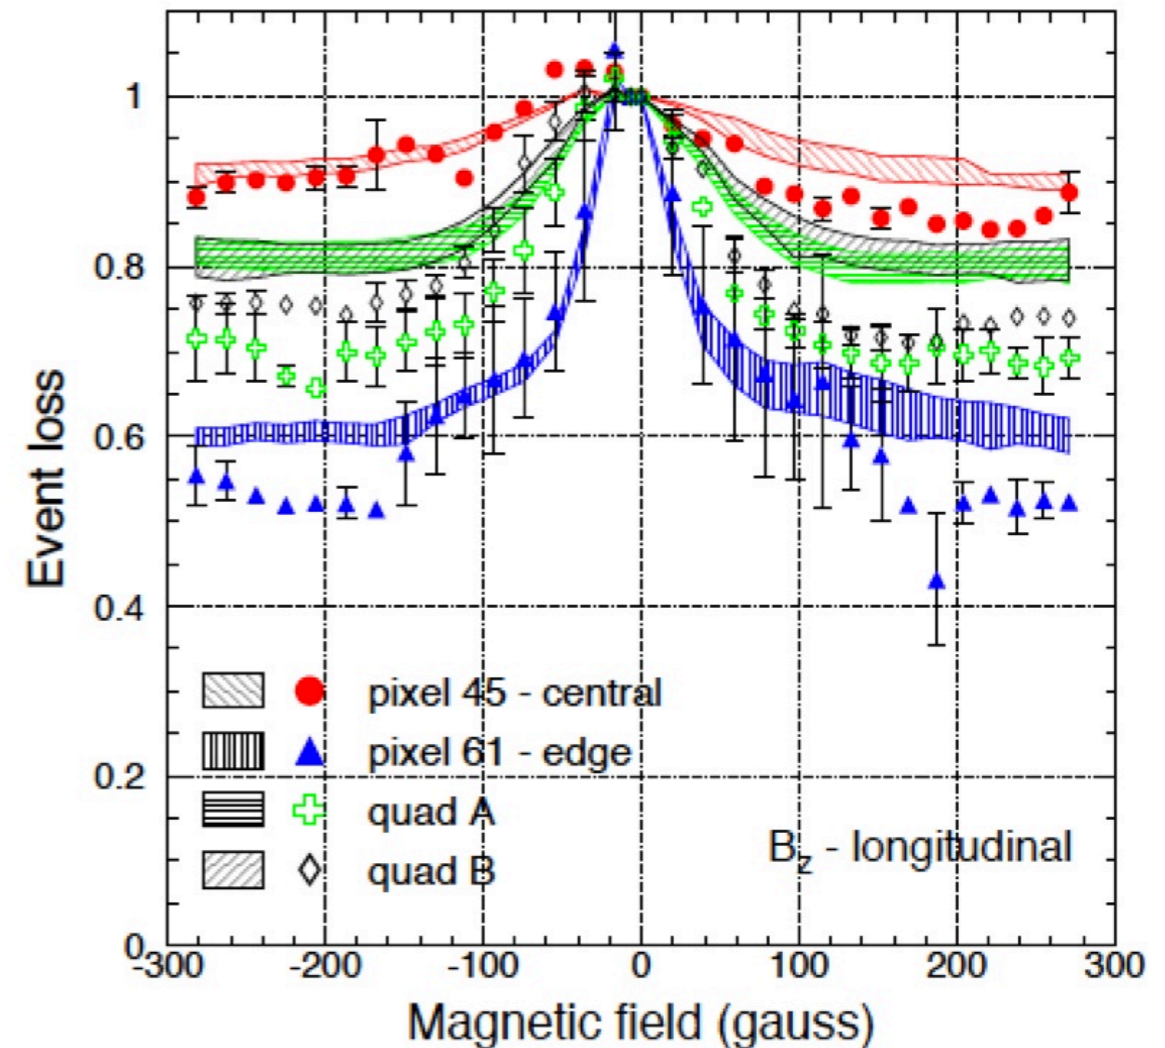 Event loss
1
0.8
0.6
0.4
0.2
0
pixel 45 - central
pixel 61 - edge
quad A
quad B
Bz - longitudinal
-300 -200 -100 0 100 200 300
Magnetic field (gauss)